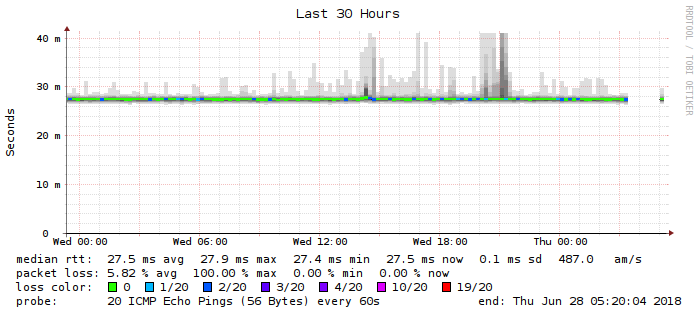 Last 30 Hours
RRDTOOL / TOBI OETIKER
Seconds
40 m
30 m
20 m
10 m
0
Wed 00:00 Wed 06:00 Wed 12:00 Wed 18:00 Thu 00:00
median rtt: 27.5 ms avg 27.9 ms max 27.4 ms min 27.5 ms now 0.1 ms sd 487.0 am/s
packet loss: 5.82 % avg 100.00 % max 0.00 % min 0.00 % now
loss color: 0 1/20 2/20 3/20 4/20 10/20 19/20
probe: 20 ICMP Echo Pings (56 Bytes) every 60s end: Thu Jun 28 05:20:04 2018